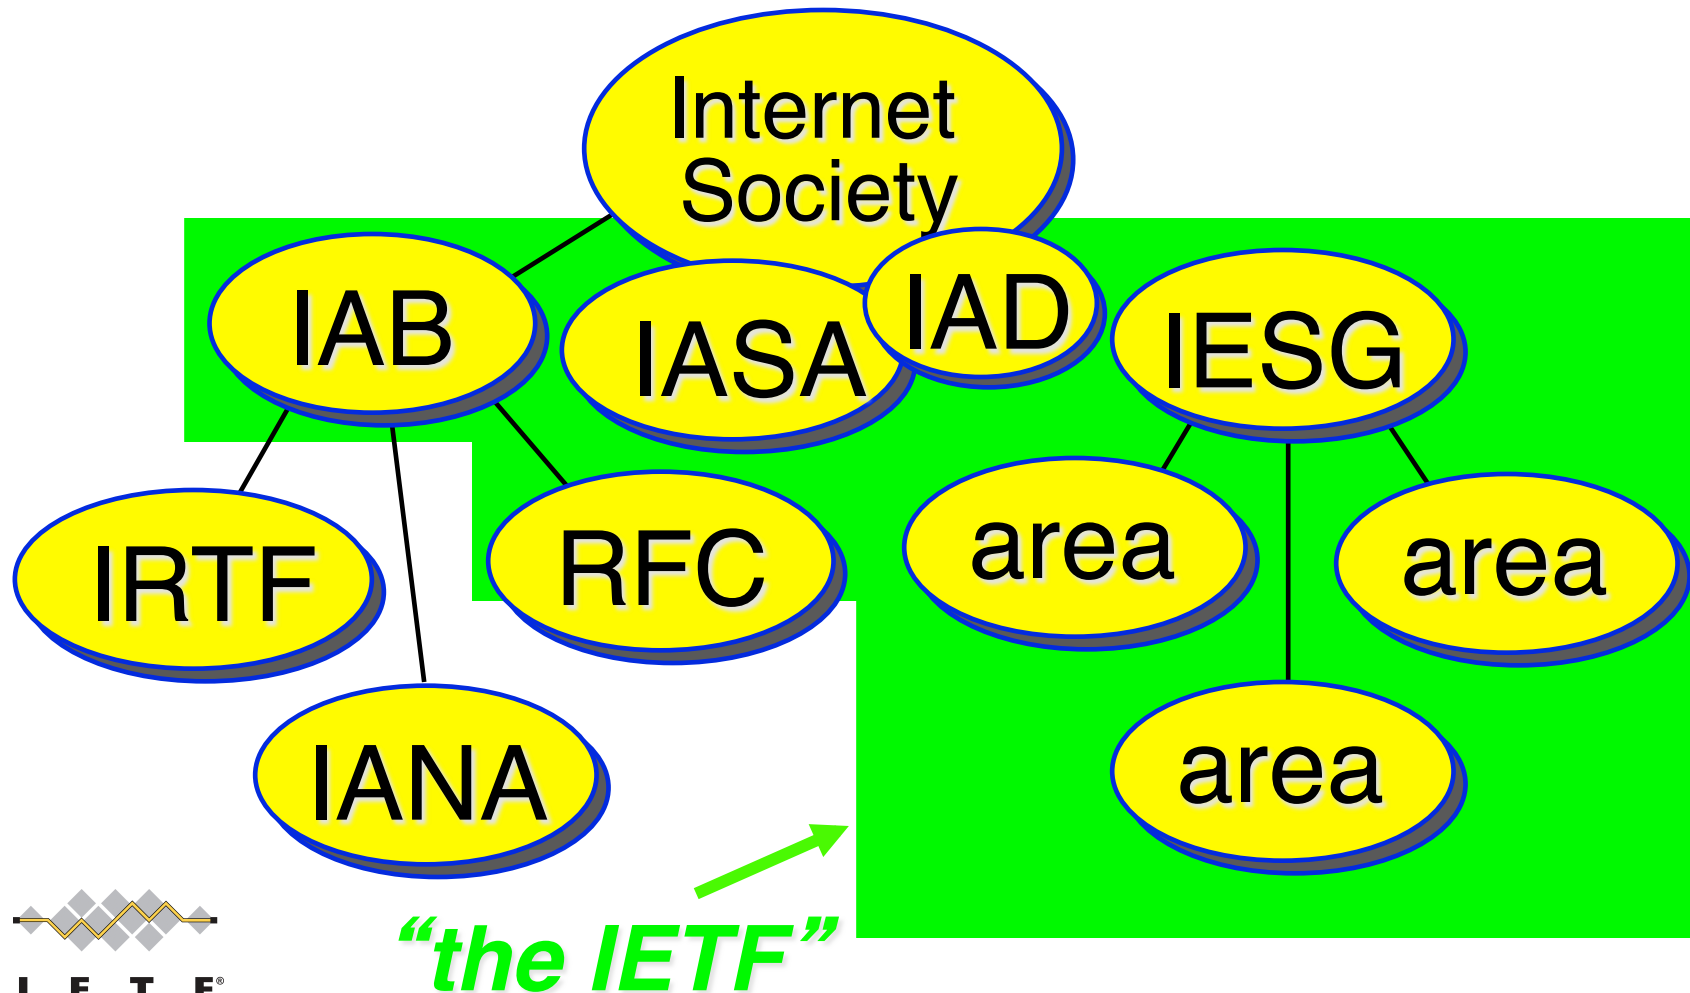 Internet
Society
IAB
IASA
IAD
IESG
IRTF
RFC
area
area
IANA
area
“the IETF”
I E T F®